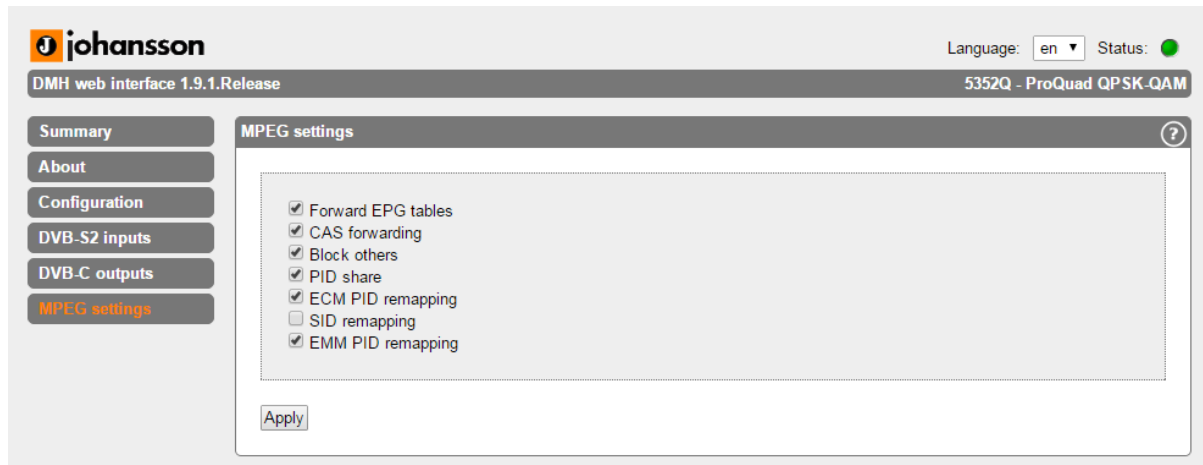 johansson
Language: en Status:
DMH web interface 1.9.1.Release 5352Q - ProQuad QPSK-QAM
Summary
About
Configuration
DVB-S2 inputs
DVB-C outputs
MPEG settings
MPEG settings ?
Forward EPG tables
CAS forwarding
Block others
PID share
ECM PID remapping
SID remapping
EMM PID remapping
Apply